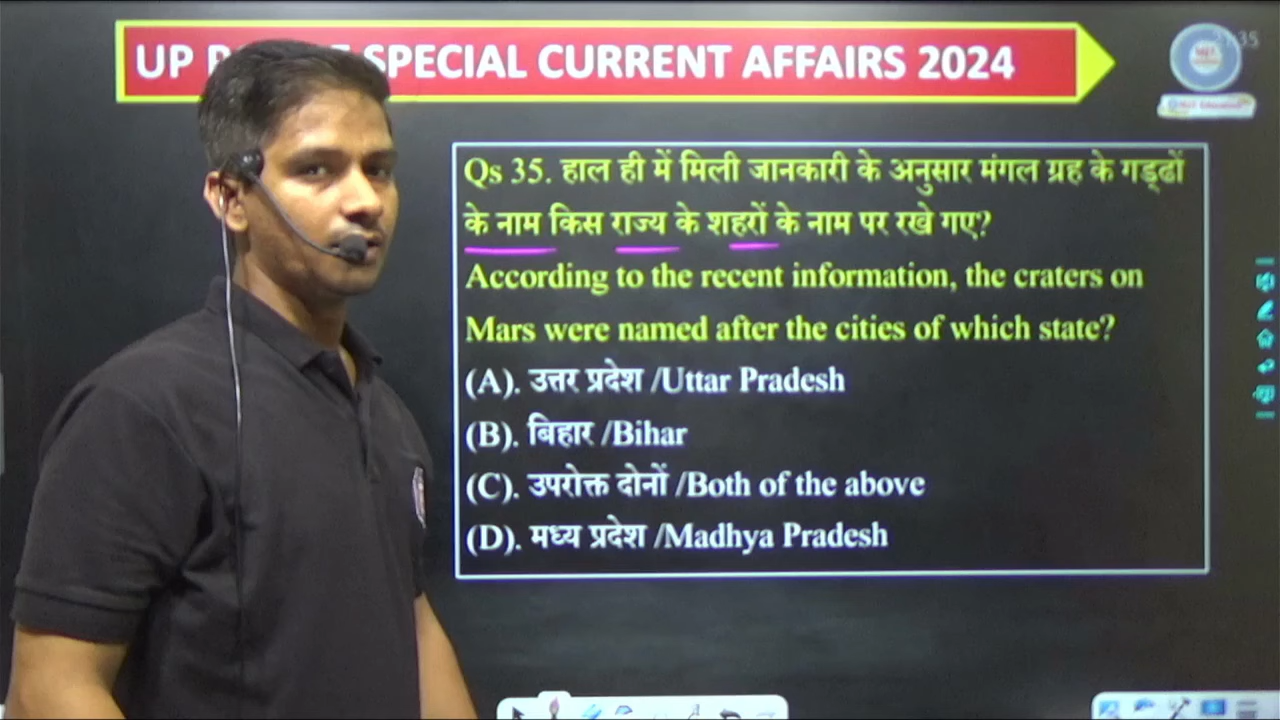 UP SPECIAL CURRENT AFFAIRS 2024
Qs 35. हाल ही में मिली जानकारी के अनुसार मंगल ग्रह के गड्ढों
के नाम किस राज्य के शहरों के नाम पर रखे गए?
According to the recent information, the craters on
Mars were named after the cities of which state?
(A). उत्तर प्रदेश /Uttar Pradesh
(B). बिहार /Bihar
(C). उपरोक्त दोनों /Both of the above
(D). मध्य प्रदेश /Madhya Pradesh